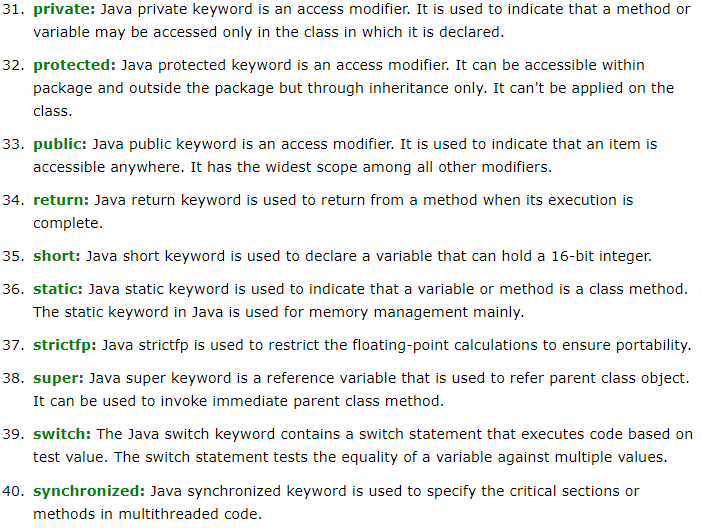 31. private: Java private keyword is an access modifier. It is used to indicate that a method or
variable may be accessed only in the class in which it is declared.
32. protected: Java protected keyword is an access modifier. It can be accessible within
package and outside the package but through inheritance only. It can't be applied on the
class.
33. public: Java public keyword is an access modifier. It is used to indicate that an item is
accessible anywhere. It has the widest scope among all other modifiers.
34. return: Java return keyword is used to return from a method when its execution is
complete.
35. short: Java short keyword is used to declare a variable that can hold a 16-bit integer.
36. static: Java static keyword is used to indicate that a variable or method is a class method.
The static keyword in Java is used for memory management mainly.
37. strictfp: Java strictfp is used to restrict the floating-point calculations to ensure portability.
38. super: Java super keyword is a reference variable that is used to refer parent class object.
It can be used to invoke immediate parent class method.
39. switch: The Java switch keyword contains a switch statement that executes code based on
test value. The switch statement tests the equality of a variable against multiple values.
40. synchronized: Java synchronized keyword is used to specify the critical sections or
methods in multithreaded code.